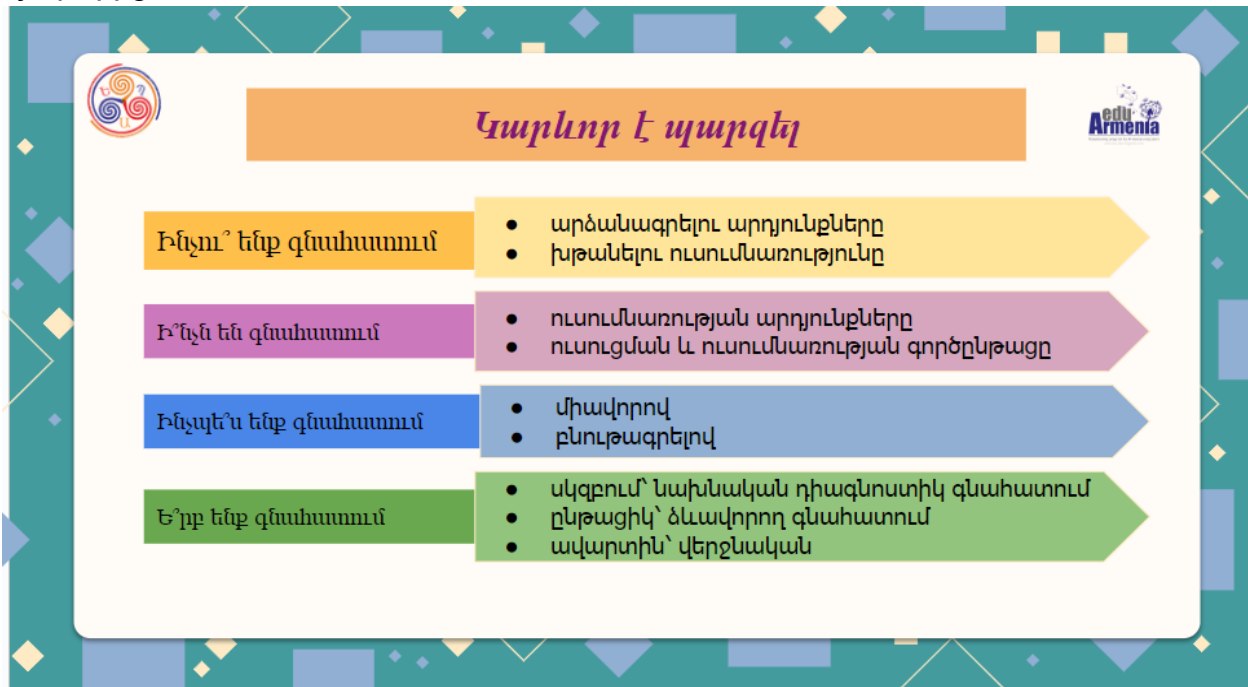 Կարևոր է պարզել
edu
Armenia
Ինչու՞ ենք գնահատում
● արձանագրելու արդյունքները
● խթանելու ուսումնառությունը
Ի՞նչն են գնահատում
● ուսումնառության արդյունքները
● ուսուցման և ուսումնառության գործընթացը
Ինչպե՞ս ենք գնահատում
● միավորով
● բնութագրելով
Ե՞րբ ենք գնահատում
● սկզբում՝ նախնական դիագնոստիկ գնահատում
● ընթացիկ՝ ձևավորող գնահատում
● ավարտին՝ վերջնական